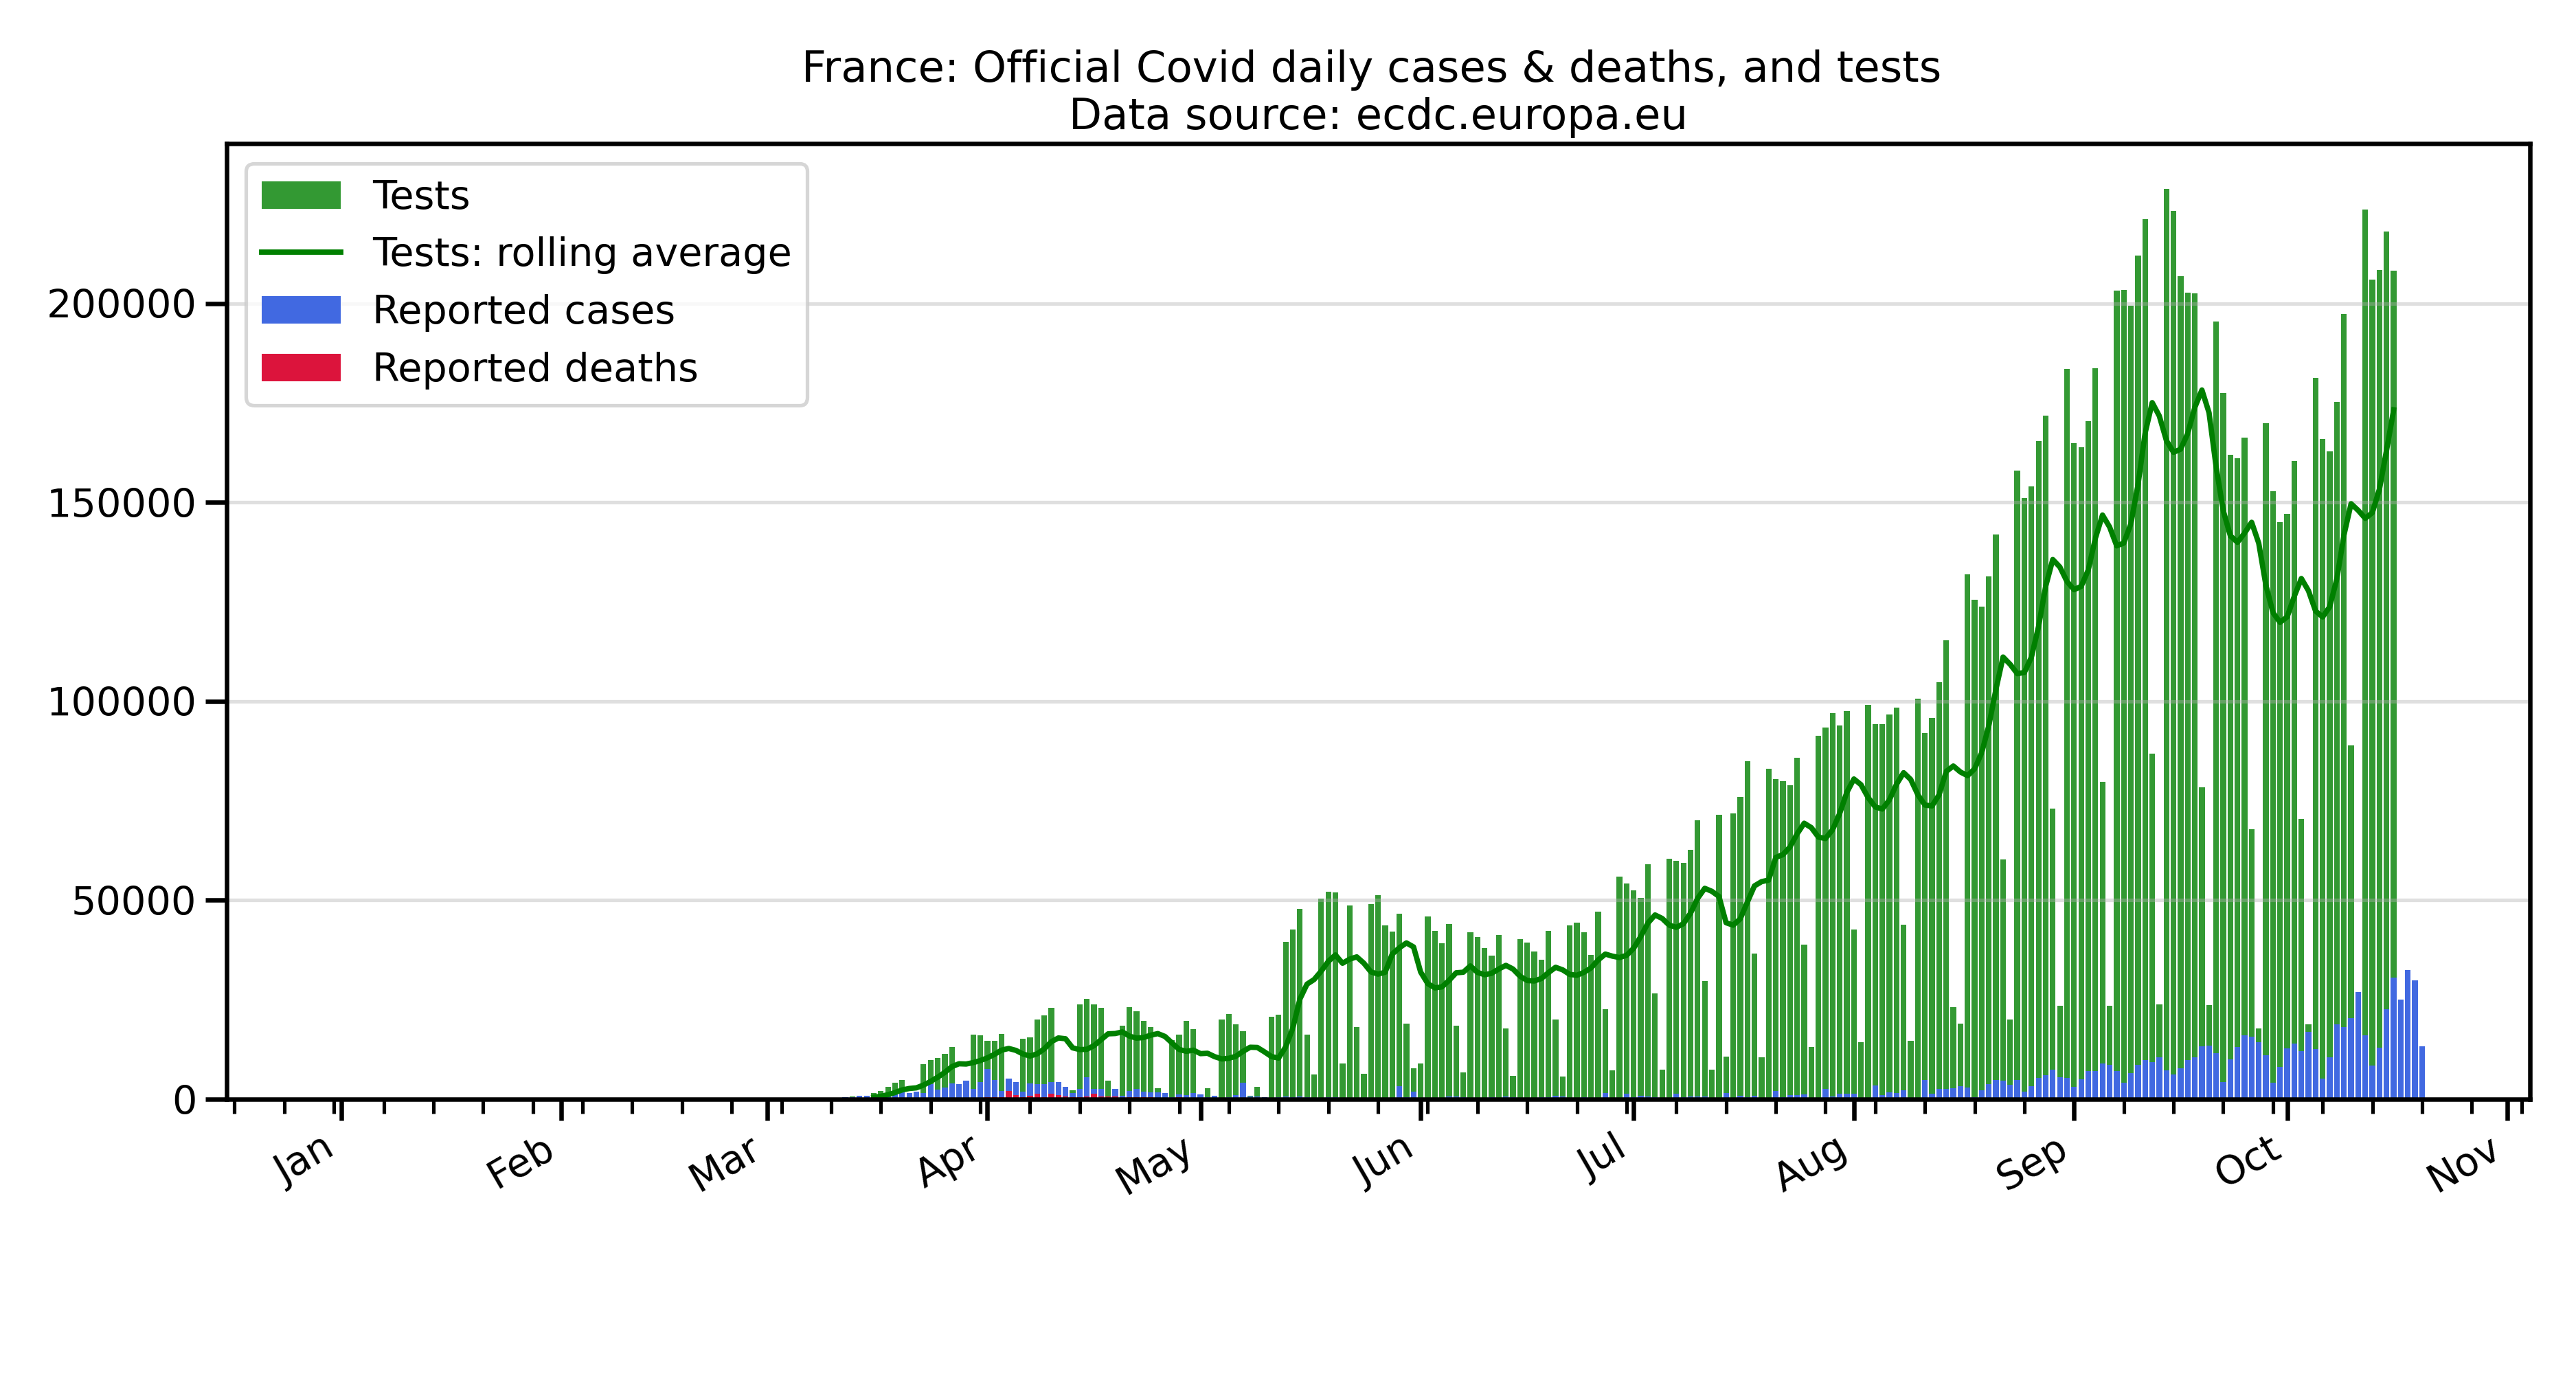 France: Official Covid daily cases & deaths, and tests
Data source: ecdc.europa.eu
Tests
Tests: rolling average
Reported cases
Reported deaths
200000
150000
100000
50000
0
Jan Feb Mar Apr May Jun Jul Aug Sep Oct Nov